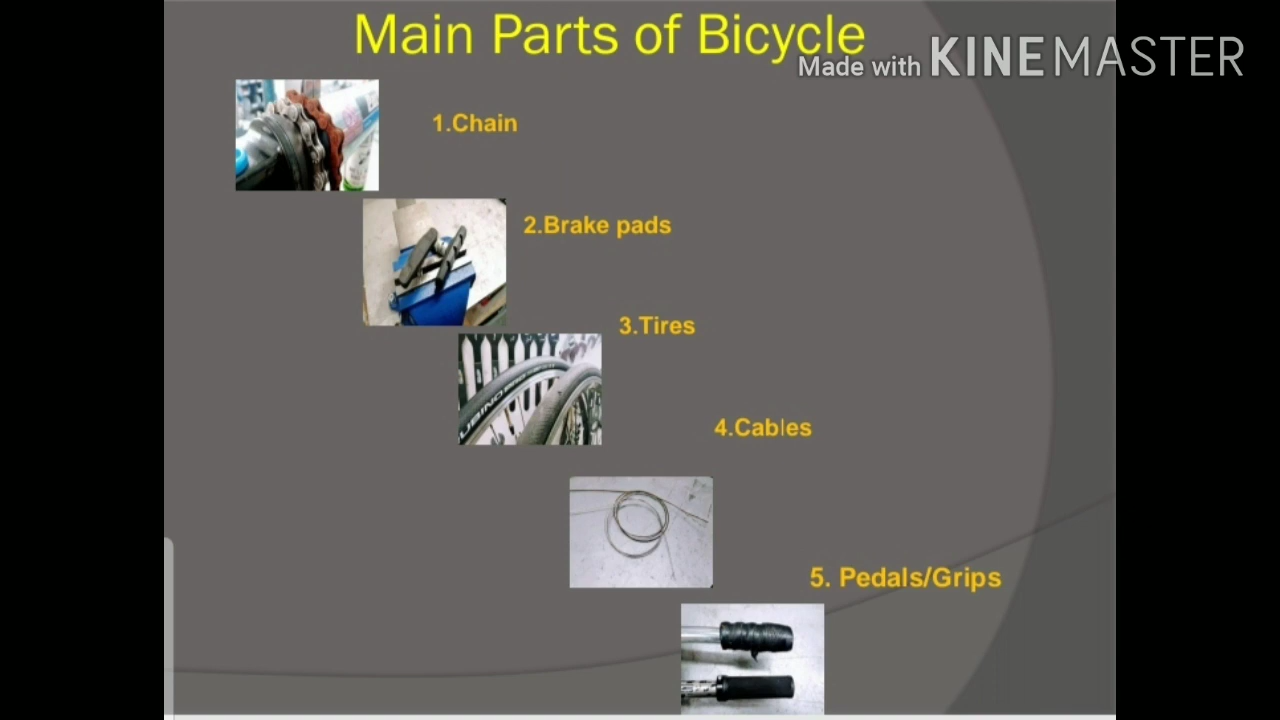 Main Parts of Bicycle
Made with KINEMASTER
1.Chain
2.Brake pads
3.Tires
4.Cables
5. Pedals/Grips